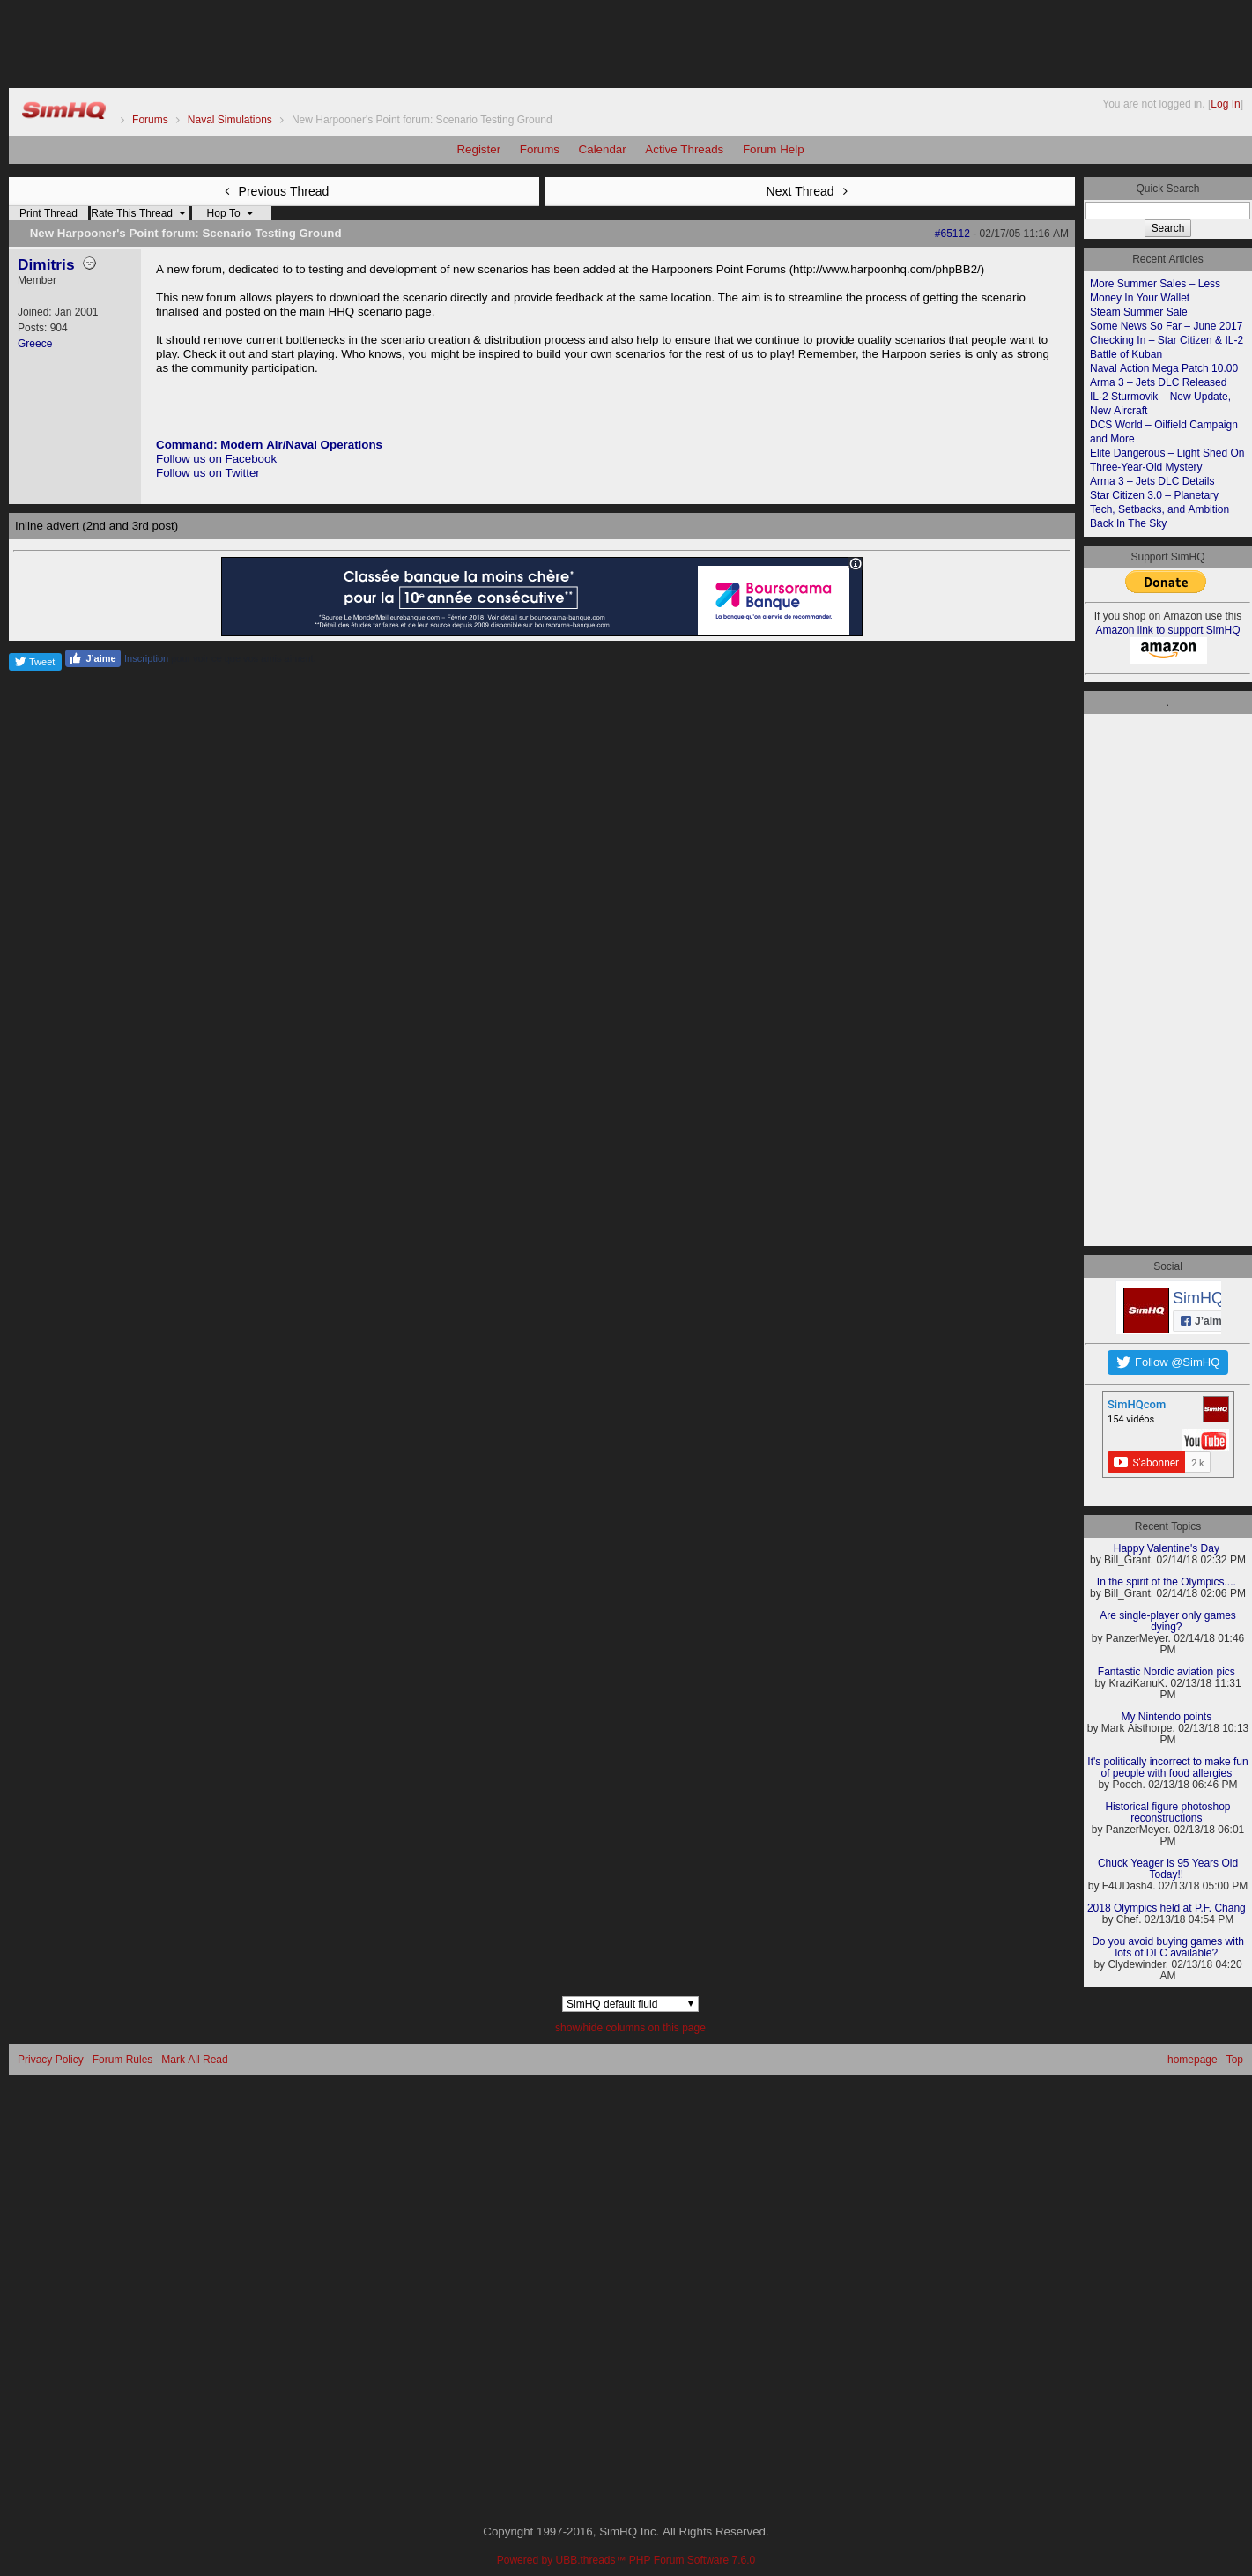 SimHQ
You are not logged in. [Log In]
› Forums › Naval Simulations › New Harpooner's Point forum: Scenario Testing Ground
Register Forums Calendar Active Threads Forum Help
Previous Thread
Next Thread
Print Thread Rate This Thread Hop To
New Harpooner's Point forum: Scenario Testing Ground
#65112 - 02/17/05 11:16 AM
Dimitris
Member
Joined: Jan 2001
Posts: 904
Greece
A new forum, dedicated to to testing and development of new scenarios has been added at the Harpooners Point Forums (http://www.harpoonhq.com/phpBB2/)
This new forum allows players to download the scenario directly and provide feedback at the same location. The aim is to streamline the process of getting the scenario
finalised and posted on the main HHQ scenario page.
It should remove current bottlenecks in the scenario creation & distribution process and also help to ensure that we continue to provide quality scenarios that people want to
play. Check it out and start playing. Who knows, you might be inspired to build your own scenarios for the rest of us to play! Remember, the Harpoon series is only as strong
as the community participation.
Command: Modern Air/Naval Operations
Follow us on Facebook
Follow us on Twitter
Inline advert (2nd and 3rd post)
Classée banque la moins chère*
pour la 10e année consécutive**
*Source Le Monde/Meilleurebanque.com – Février 2018. Voir détail sur boursorama-banque.com
**Détail des études tarifaires et de leur source depuis 2009 disponible sur boursorama-banque.com
Boursorama
Banque
La banque qu'on a envie de recommander.
Tweet J'aime Inscription
Quick Search
Search
Recent Articles
More Summer Sales – Less
Money In Your Wallet
Steam Summer Sale
Some News So Far – June 2017
Checking In – Star Citizen & IL-2
Battle of Kuban
Naval Action Mega Patch 10.00
Arma 3 – Jets DLC Released
IL-2 Sturmovik – New Update,
New Aircraft
DCS World – Oilfield Campaign
and More
Elite Dangerous – Light Shed On
Three-Year-Old Mystery
Arma 3 – Jets DLC Details
Star Citizen 3.0 – Planetary
Tech, Setbacks, and Ambition
Back In The Sky
Support SimHQ
Donate
If you shop on Amazon use this
Amazon link to support SimHQ
amazon
.
Social
SimHQ
SimHQ
J'aim
Follow @SimHQ
SimHQcom
154 vidéos
SimHQ
YouTube
S'abonner 2 k
Recent Topics
Happy Valentine's Day
by Bill_Grant. 02/14/18 02:32 PM
In the spirit of the Olympics....
by Bill_Grant. 02/14/18 02:06 PM
Are single-player only games
dying?
by PanzerMeyer. 02/14/18 01:46
PM
Fantastic Nordic aviation pics
by KraziKanuK. 02/13/18 11:31
PM
My Nintendo points
by Mark Aisthorpe. 02/13/18 10:13
PM
It's politically incorrect to make fun
of people with food allergies
by Pooch. 02/13/18 06:46 PM
Historical figure photoshop
reconstructions
by PanzerMeyer. 02/13/18 06:01
PM
Chuck Yeager is 95 Years Old
Today!!
by F4UDash4. 02/13/18 05:00 PM
2018 Olympics held at P.F. Chang
by Chef. 02/13/18 04:54 PM
Do you avoid buying games with
lots of DLC available?
by Clydewinder. 02/13/18 04:20
AM
SimHQ default fluid
show/hide columns on this page
Privacy Policy Forum Rules Mark All Read
homepage Top
Copyright 1997-2016, SimHQ Inc. All Rights Reserved.
Powered by UBB.threads™ PHP Forum Software 7.6.0